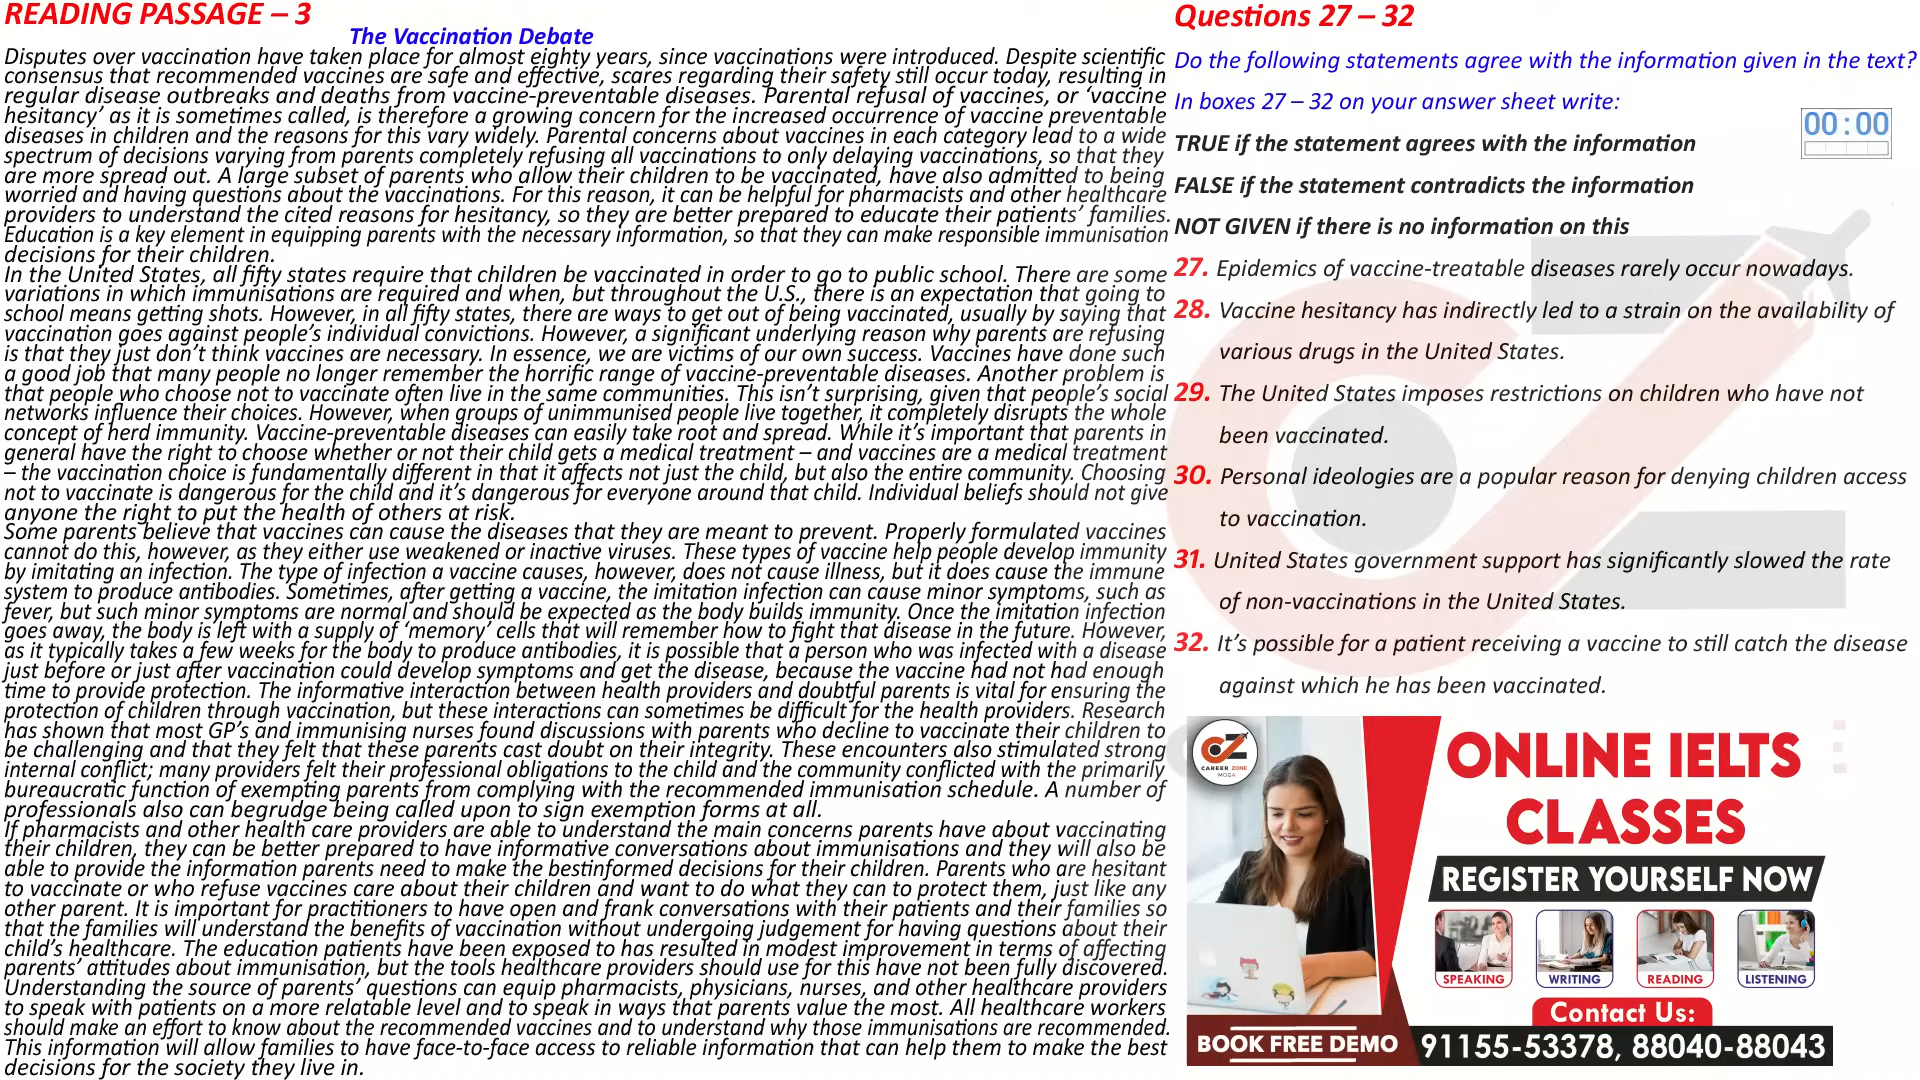 READING PASSAGE – 3
The Vaccination Debate
Disputes over vaccination have taken place for almost eighty years, since vaccinations were introduced. Despite scientific
consensus that recommended vaccines are safe and effective, scares regarding their safety still occur today, resulting in
regular disease outbreaks and deaths from vaccine-preventable diseases. Parental refusal of vaccines, or ‘vaccine
hesitancy’ as it is sometimes called, is therefore a growing concern for the increased occurrence of vaccine preventable
diseases in children and the reasons for this vary widely. Parental concerns about vaccines in each category lead to a wide
spectrum of decisions varying from parents completely refusing all vaccinations to only delaying vaccinations, so that they
are more spread out. A large subset of parents who allow their children to be vaccinated, have also admitted to being
worried and having questions about the vaccinations. For this reason, it can be helpful for pharmacists and other healthcare
providers to understand the cited reasons for hesitancy, so they are better prepared to educate their patients’ families.
Education is a key element in equipping parents with the necessary information, so that they can make responsible immunisation
decisions for their children.
In the United States, all fifty states require that children be vaccinated in order to go to public school. There are some
variations in which immunisations are required and when, but throughout the U.S., there is an expectation that going to
school means getting shots. However, in all fifty states, there are ways to get out of being vaccinated, usually by saying that
vaccination goes against people’s individual convictions. However, a significant underlying reason why parents are refusing
is that they just don’t think vaccines are necessary. In essence, we are victims of our own success. Vaccines have done such
a good job that many people no longer remember the horrific range of vaccine-preventable diseases. Another problem is
that people who choose not to vaccinate often live in the same communities. This isn’t surprising, given that people’s social
networks influence their choices. However, when groups of unimmunised people live together, it completely disrupts the whole
concept of herd immunity. Vaccine-preventable diseases can easily take root and spread. While it’s important that parents in
general have the right to choose whether or not their child gets a medical treatment – and vaccines are a medical treatment
– the vaccination choice is fundamentally different in that it affects not just the child, but also the entire community. Choosing
not to vaccinate is dangerous for the child and it’s dangerous for everyone around that child. Individual beliefs should not give
anyone the right to put the health of others at risk.
Some parents believe that vaccines can cause the diseases that they are meant to prevent. Properly formulated vaccines
cannot do this, however, as they either use weakened or inactive viruses. These types of vaccine help people develop immunity
by imitating an infection. The type of infection a vaccine causes, however, does not cause illness, but it does cause the immune
system to produce antibodies. Sometimes, after getting a vaccine, the imitation infection can cause minor symptoms, such as
fever, but such minor symptoms are normal and should be expected as the body builds immunity. Once the imitation infection
goes away, the body is left with a supply of ‘memory’ cells that will remember how to fight that disease in the future. However,
as it typically takes a few weeks for the body to produce antibodies, it is possible that a person who was infected with a disease
just before or just after vaccination could develop symptoms and get the disease, because the vaccine had not had enough
time to provide protection. The informative interaction between health providers and doubtful parents is vital for ensuring the
protection of children through vaccination, but these interactions can sometimes be difficult for the health providers. Research
has shown that most GP’s and immunising nurses found discussions with parents who decline to vaccinate their children to
be challenging and that they felt that these parents cast doubt on their integrity. These encounters also stimulated strong
internal conflict; many providers felt their professional obligations to the child and the community conflicted with the primarily
bureaucratic function of exempting parents from complying with the recommended immunisation schedule. A number of
professionals also can begrudge being called upon to sign exemption forms at all.
If pharmacists and other health care providers are able to understand the main concerns parents have about vaccinating
their children, they can be better prepared to have informative conversations about immunisations and they will also be
able to provide the information parents need to make the bestinformed decisions for their children. Parents who are hesitant
to vaccinate or who refuse vaccines care about their children and want to do what they can to protect them, just like any
other parent. It is important for practitioners to have open and frank conversations with their patients and their families so
that the families will understand the benefits of vaccination without undergoing judgement for having questions about their
child’s healthcare. The education patients have been exposed to has resulted in modest improvement in terms of affecting
parents’ attitudes about immunisation, but the tools healthcare providers should use for this have not been fully discovered.
Understanding the source of parents’ questions can equip pharmacists, physicians, nurses, and other healthcare providers
to speak with patients on a more relatable level and to speak in ways that parents value the most. All healthcare workers
should make an effort to know about the recommended vaccines and to understand why those immunisations are recommended.
This information will allow families to have face-to-face access to reliable information that can help them to make the best
decisions for the society they live in.
Questions 27 – 32
Do the following statements agree with the information given in the text?
In boxes 27 – 32 on your answer sheet write:
00:00
TRUE if the statement agrees with the information
FALSE if the statement contradicts the information
NOT GIVEN if there is no information on this
27. Epidemics of vaccine-treatable diseases rarely occur nowadays.
28. Vaccine hesitancy has indirectly led to a strain on the availability of
various drugs in the United States.
29. The United States imposes restrictions on children who have not
been vaccinated.
30. Personal ideologies are a popular reason for denying children access
to vaccination.
31. United States government support has significantly slowed the rate
of non-vaccinations in the United States.
32. It’s possible for a patient receiving a vaccine to still catch the disease
against which he has been vaccinated.
CAREER ZONE
MOGA
ONLINE IELTS
CLASSES
REGISTER YOURSELF NOW
SPEAKING
WRITING
READING
LISTENING
Contact Us:
BOOK FREE DEMO
91155-53378, 88040-88043